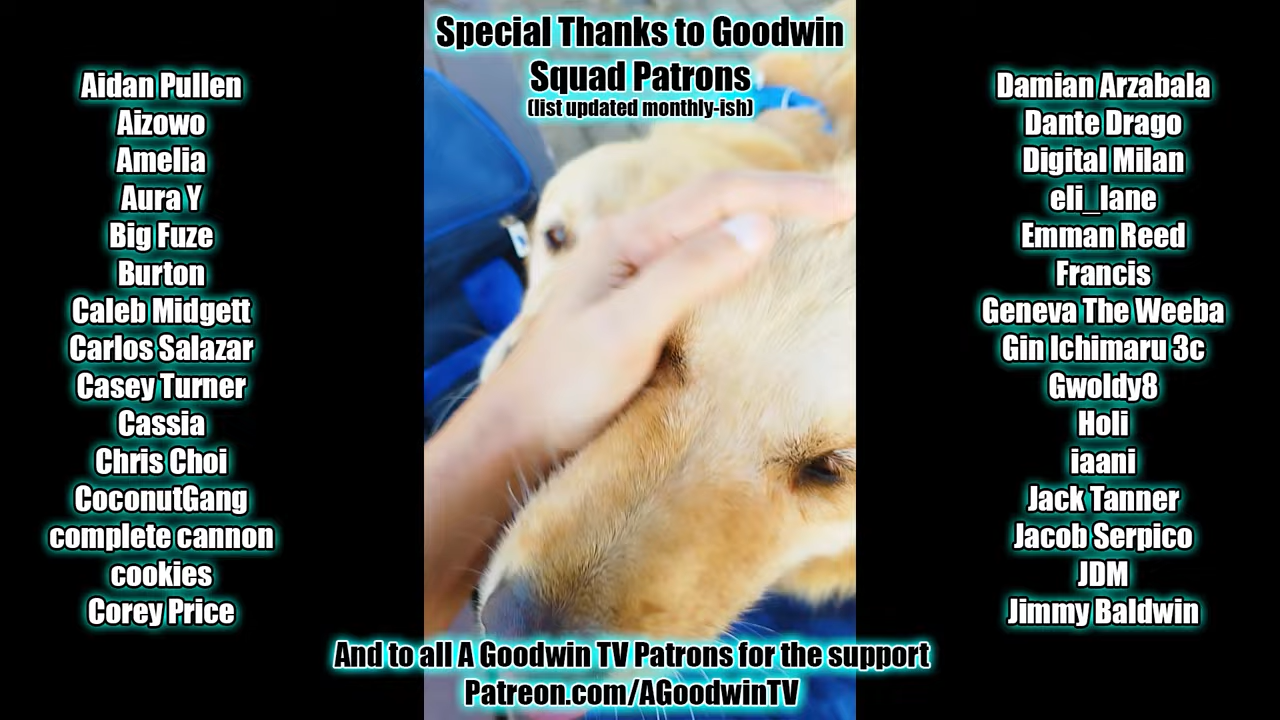 Special Thanks to Goodwin
Squad Patrons
(list updated monthly-ish)
Aidan Pullen
Aizowo
Amelia
Aura Y
Big Fuze
Burton
Caleb Midgett
Carlos Salazar
Casey Turner
Cassia
Chris Choi
CoconutGang
complete cannon
cookies
Corey Price
Damian Arzabala
Dante Drago
Digital Milan
eli_lane
Emman Reed
Francis
Geneva The Weeba
Gin Ichimaru 3c
Gwoldy8
Holi
iaani
Jack Tanner
Jacob Serpico
JDM
Jimmy Baldwin
And to all A Goodwin TV Patrons for the support
Patreon.com/AGoodwinTV